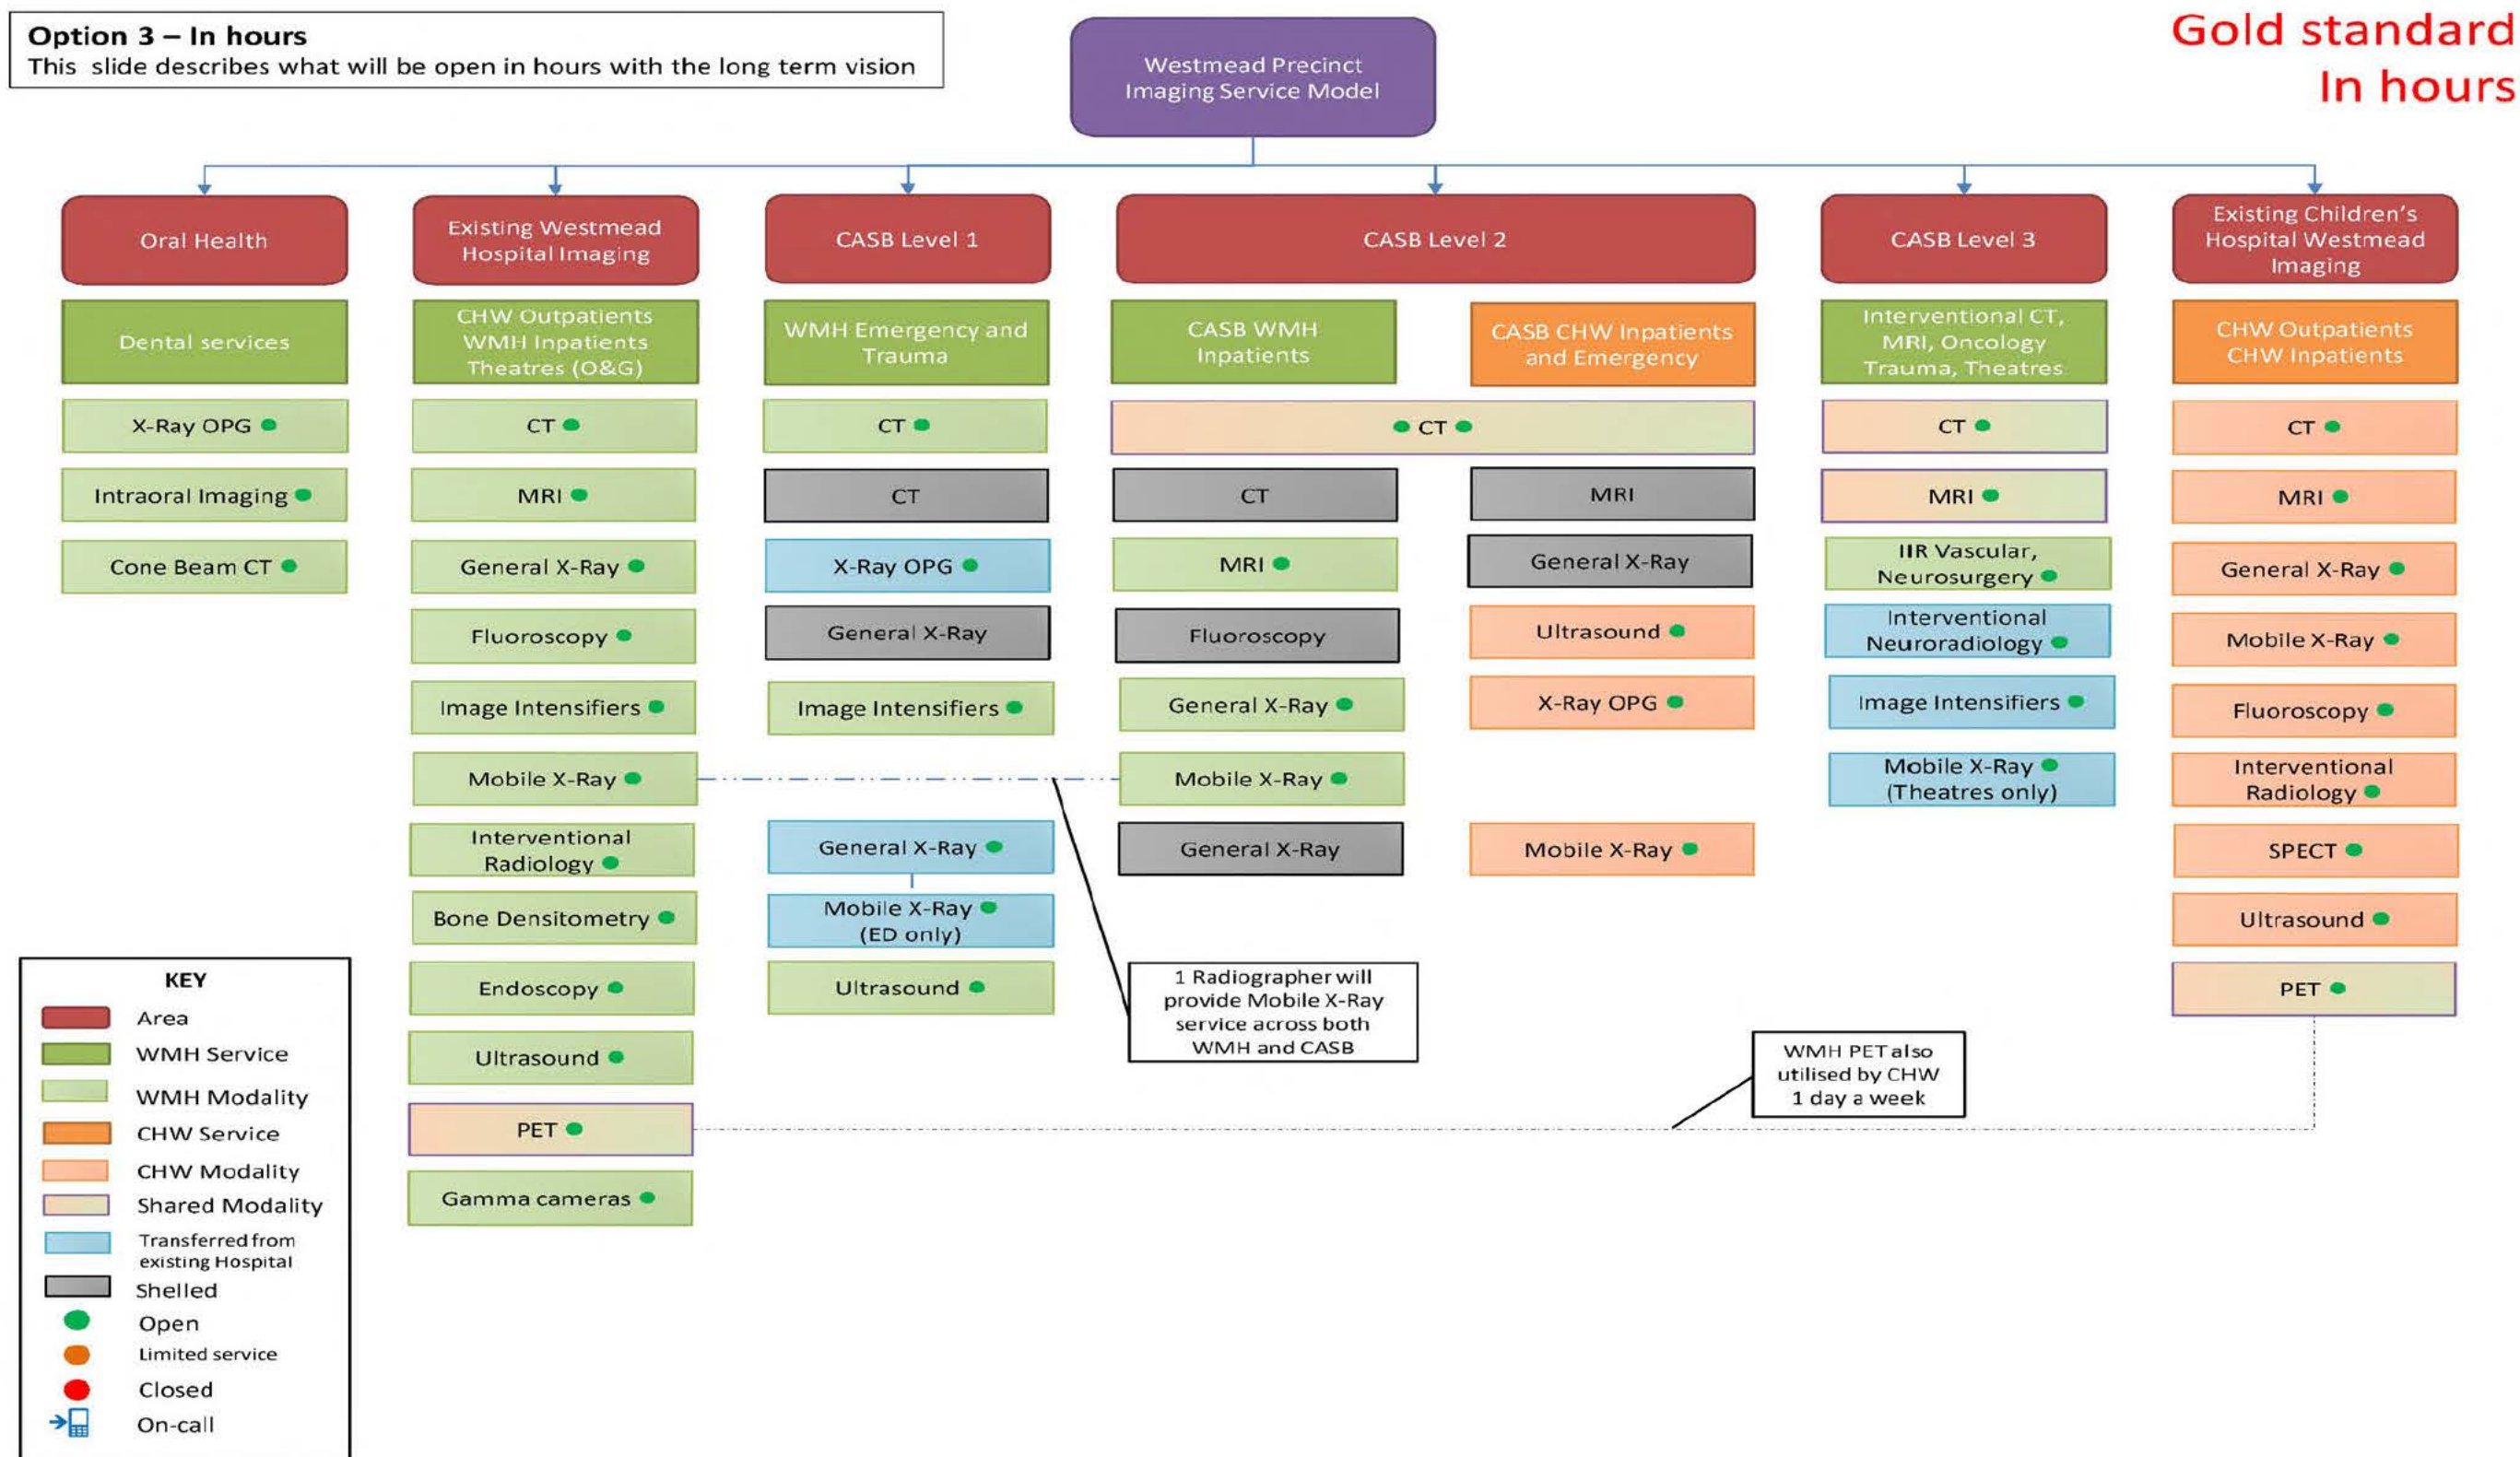 Option 3 – In hours
This slide describes what will be open in hours with the long term vision
Gold standard
In hours
Westmead Precinct
Imaging Service Model
Oral Health
Dental services
X-Ray OPG
Intraoral Imaging
Cone Beam CT
Existing Westmead
Hospital Imaging
CHW Outpatients
WMH Inpatients
Theatres (O&G)
CT
MRI
General X-Ray
Fluoroscopy
Image Intensifiers
Mobile X-Ray
Interventional
Radiology
Bone Densitometry
Endoscopy
Ultrasound
PET
Gamma cameras
CASB Level 1
WMH Emergency and
Trauma
CT
CT
X-Ray OPG
General X-Ray
Image Intensifiers
General X-Ray
Mobile X-Ray
(ED only)
Ultrasound
CASB Level 2
CASB WMH
Inpatients
CASB CHW Inpatients
and Emergency
CT
CT
MRI
Fluoroscopy
General X-Ray
Mobile X-Ray
General X-Ray
MRI
General X-Ray
Ultrasound
X-Ray OPG
Mobile X-Ray
1 Radiographer will
provide Mobile X-Ray
service across both
WMH and CASB
CASB Level 3
Interventional CT,
MRI, Oncology
Trauma, Theatres
CT
MRI
IIR Vascular,
Neurosurgery
Interventional
Neuroradiology
Image Intensifiers
Mobile X-Ray
(Theatres only)
WMH PET also
utilised by CHW
1 day a week
Existing Children’s
Hospital Westmead
Imaging
CHW Outpatients
CHW Inpatients
CT
MRI
General X-Ray
Mobile X-Ray
Fluoroscopy
Interventional
Radiology
SPECT
Ultrasound
PET
KEY
Area
WMH Service
WMH Modality
CHW Service
CHW Modality
Shared Modality
Transferred from
existing Hospital
Shelled
Open
Limited service
Closed
On-call